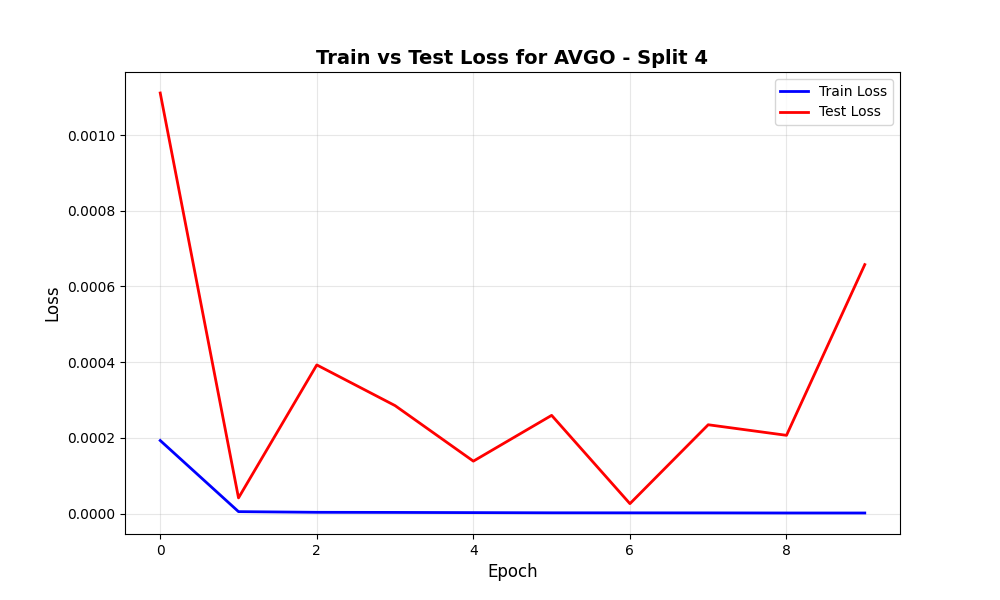 Train vs Test Loss for AVGO - Split 4
Train Loss
Test Loss
0.0010
0.0008
0.0006
0.0004
0.0002
0.0000
Loss
0 2 4 6 8
Epoch